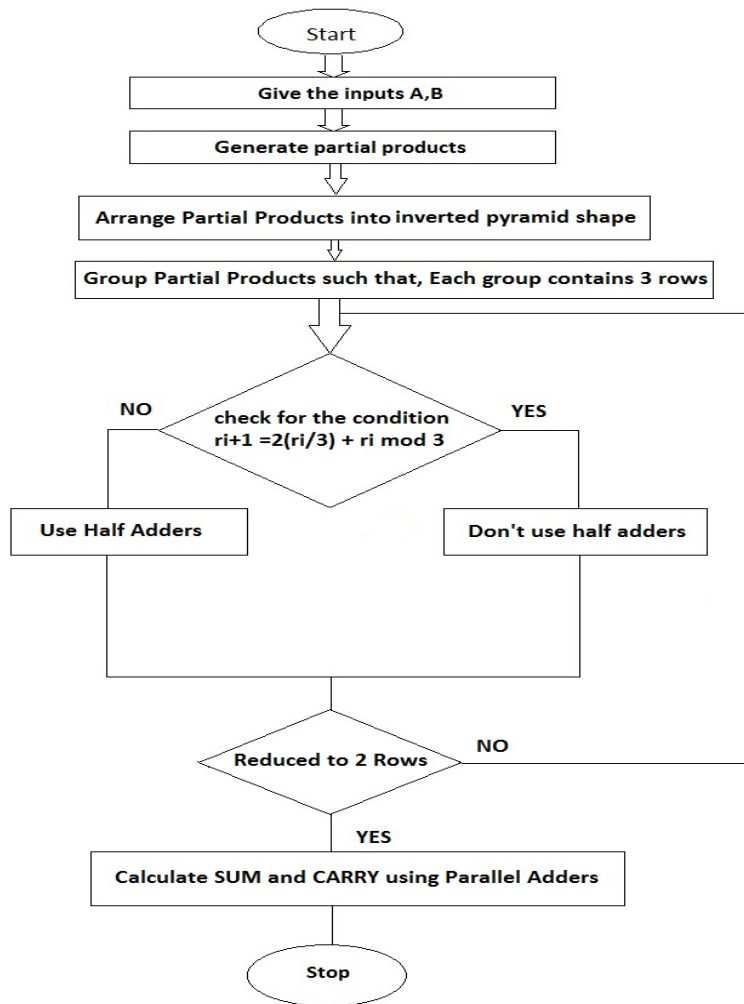 Start
Give the inputs A,B
Generate partial products
Arrange Partial Products into inverted pyramid shape
Group Partial Products such that, Each group contains 3 rows
NO
YES
check for the condition
ri+1 =2(ri/3) + ri mod 3
Use Half Adders
Don't use half adders
Reduced to 2 Rows
NO
YES
Calculate SUM and CARRY using Parallel Adders
Stop